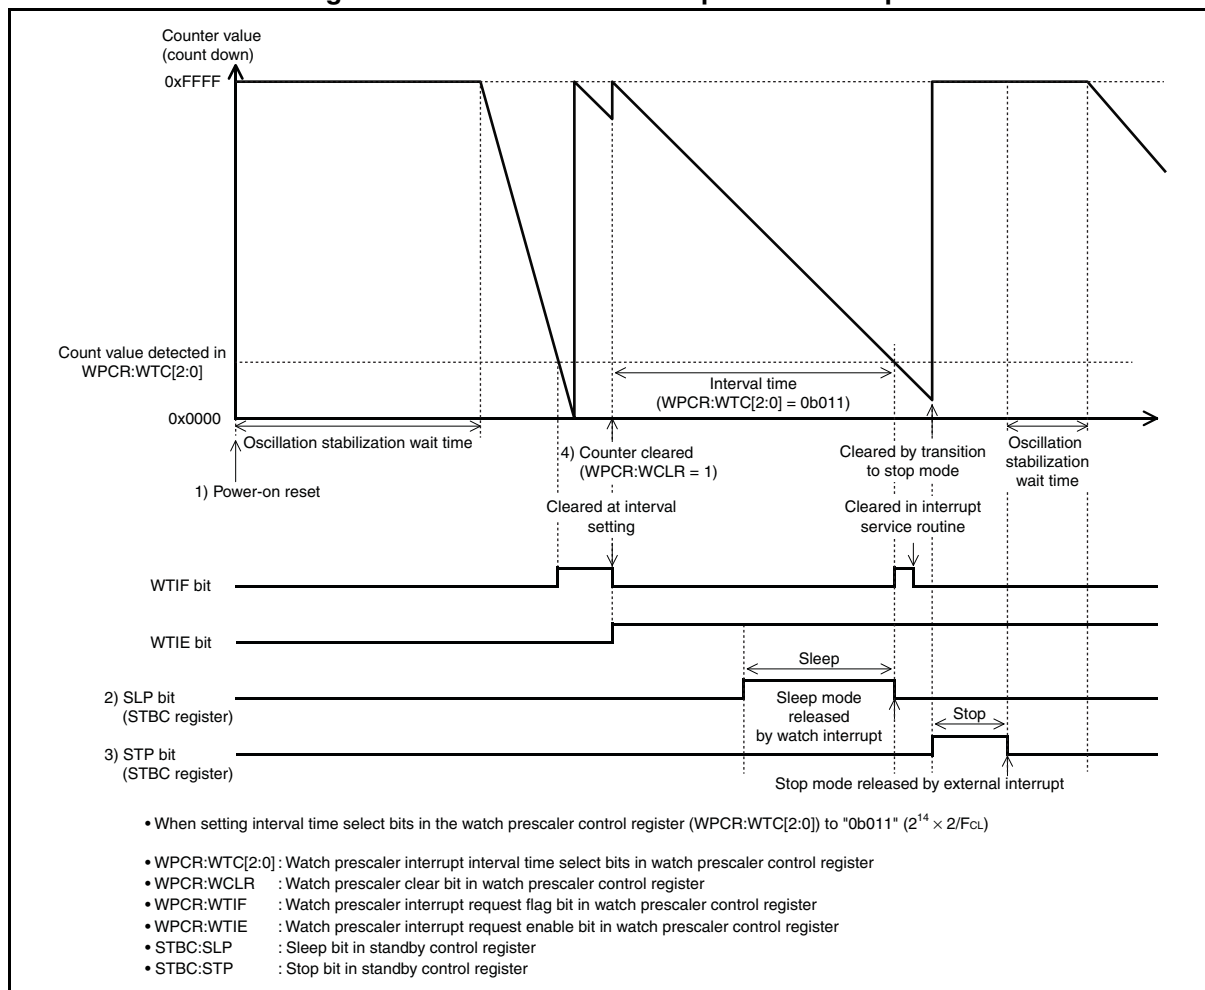 Counter value
(count down)
0xFFFF
Count value detected in
WPCR:WTC[2:0]
Interval time
(WPCR:WTC[2:0] = 0b011)
0x0000
Oscillation stabilization wait time
4) Counter cleared
(WPCR:WCLR = 1)
Cleared by transition
to stop mode
Oscillation
stabilization
wait time
1) Power-on reset
Cleared at interval
setting
Cleared in interrupt
service routine
WTIF bit
WTIE bit
Sleep
2) SLP bit
(STBC register)
Sleep mode
released
by watch interrupt
Stop
3) STP bit
(STBC register)
Stop mode released by external interrupt
• When setting interval time select bits in the watch prescaler control register (WPCR:WTC[2:0]) to "0b011" (2¹⁴ × 2/FCL)
• WPCR:WTC[2:0] : Watch prescaler interrupt interval time select bits in watch prescaler control register
• WPCR:WCLR : Watch prescaler clear bit in watch prescaler control register
• WPCR:WTIF : Watch prescaler interrupt request flag bit in watch prescaler control register
• WPCR:WTIE : Watch prescaler interrupt request enable bit in watch prescaler control register
• STBC:SLP : Sleep bit in standby control register
• STBC:STP : Stop bit in standby control register